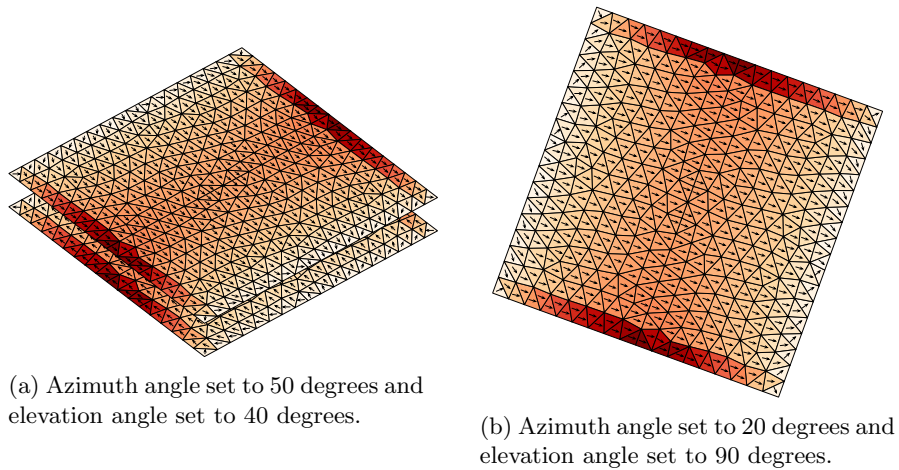 (a) Azimuth angle set to 50 degrees and
elevation angle set to 40 degrees.
(b) Azimuth angle set to 20 degrees and
elevation angle set to 90 degrees.